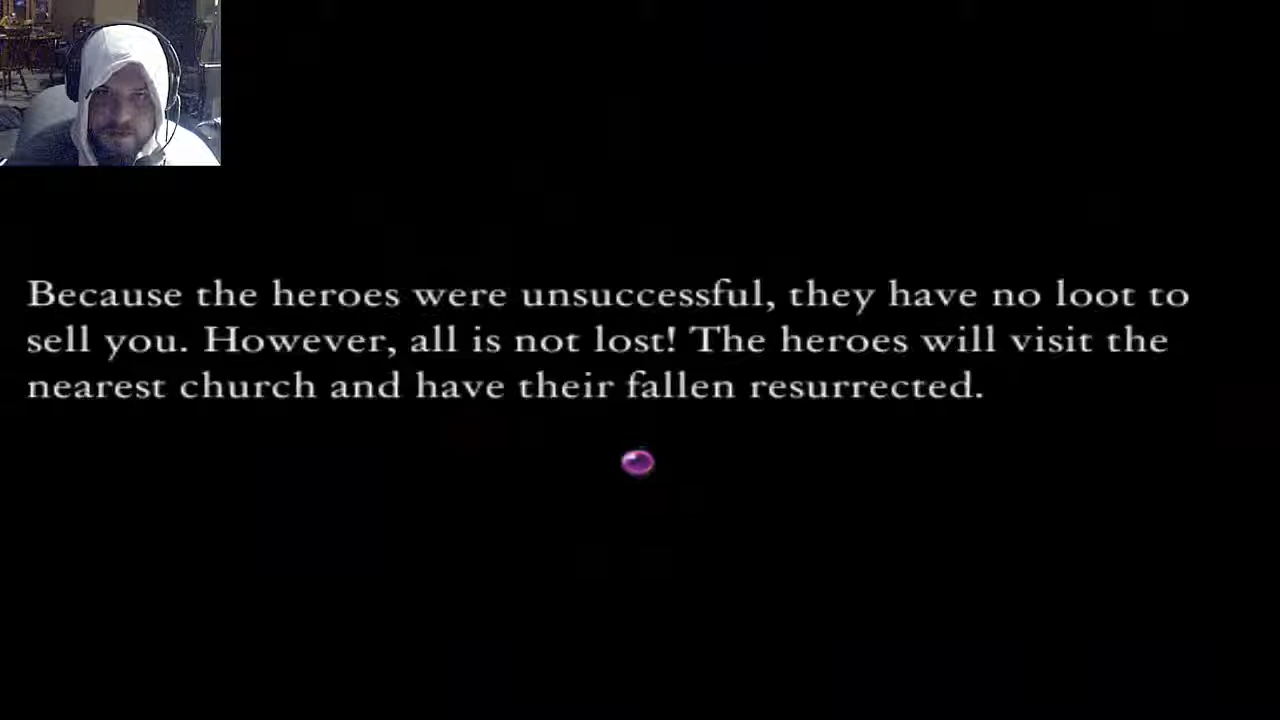 Because the heroes were unsuccessful, they have no loot to
sell you. However, all is not lost! The heroes will visit the
nearest church and have their fallen resurrected.